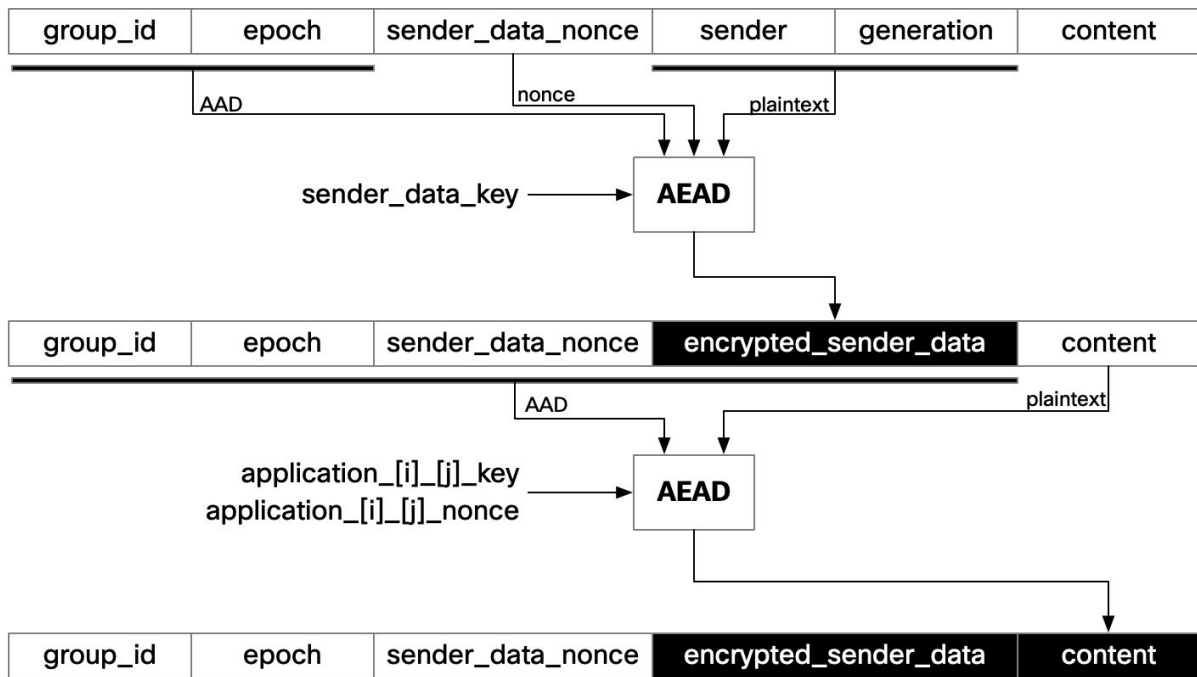 group_id epoch sender_data_nonce sender generation content
AAD nonce plaintext
sender_data_key AEAD
group_id epoch sender_data_nonce encrypted_sender_data content
AAD plaintext
application_[i]_[j]_key
AEAD
application_[i]_[j]_nonce
group_id epoch sender_data_nonce encrypted_sender_data content